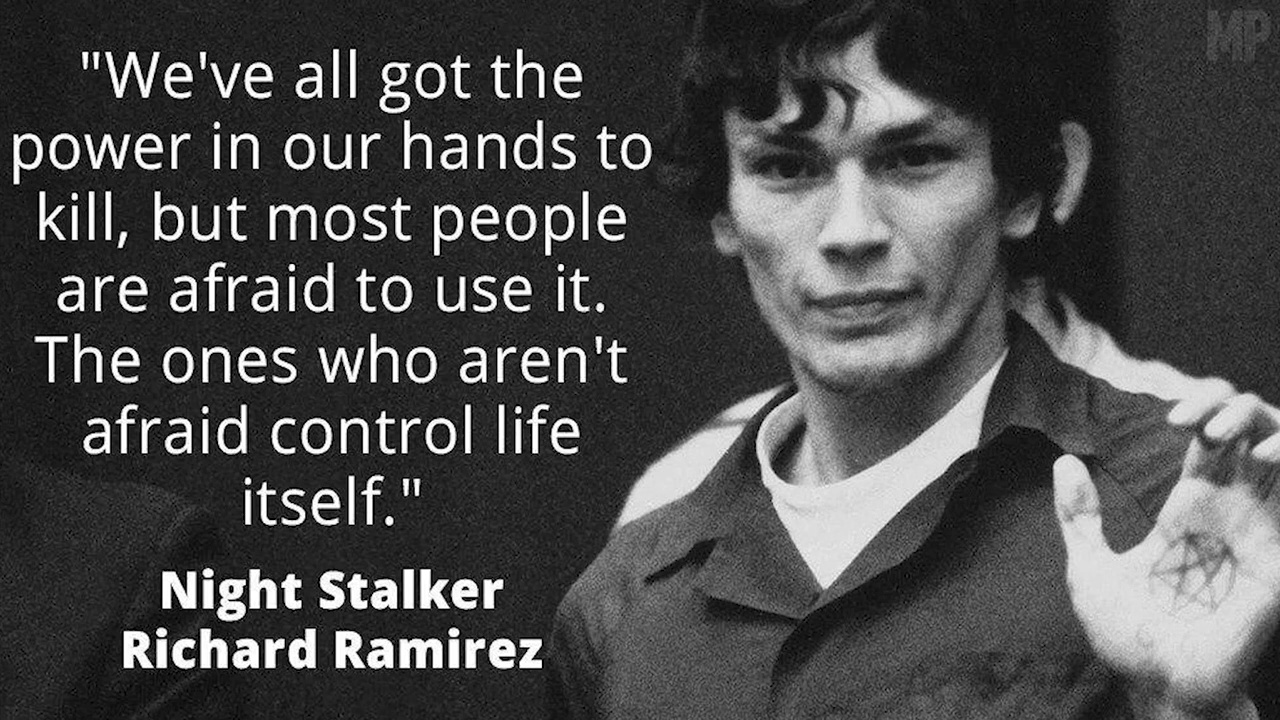 "We've all got the
power in our hands to
kill, but most people
are afraid to use it.
The ones who aren't
afraid control life
itself."
Night Stalker
Richard Ramirez
MP